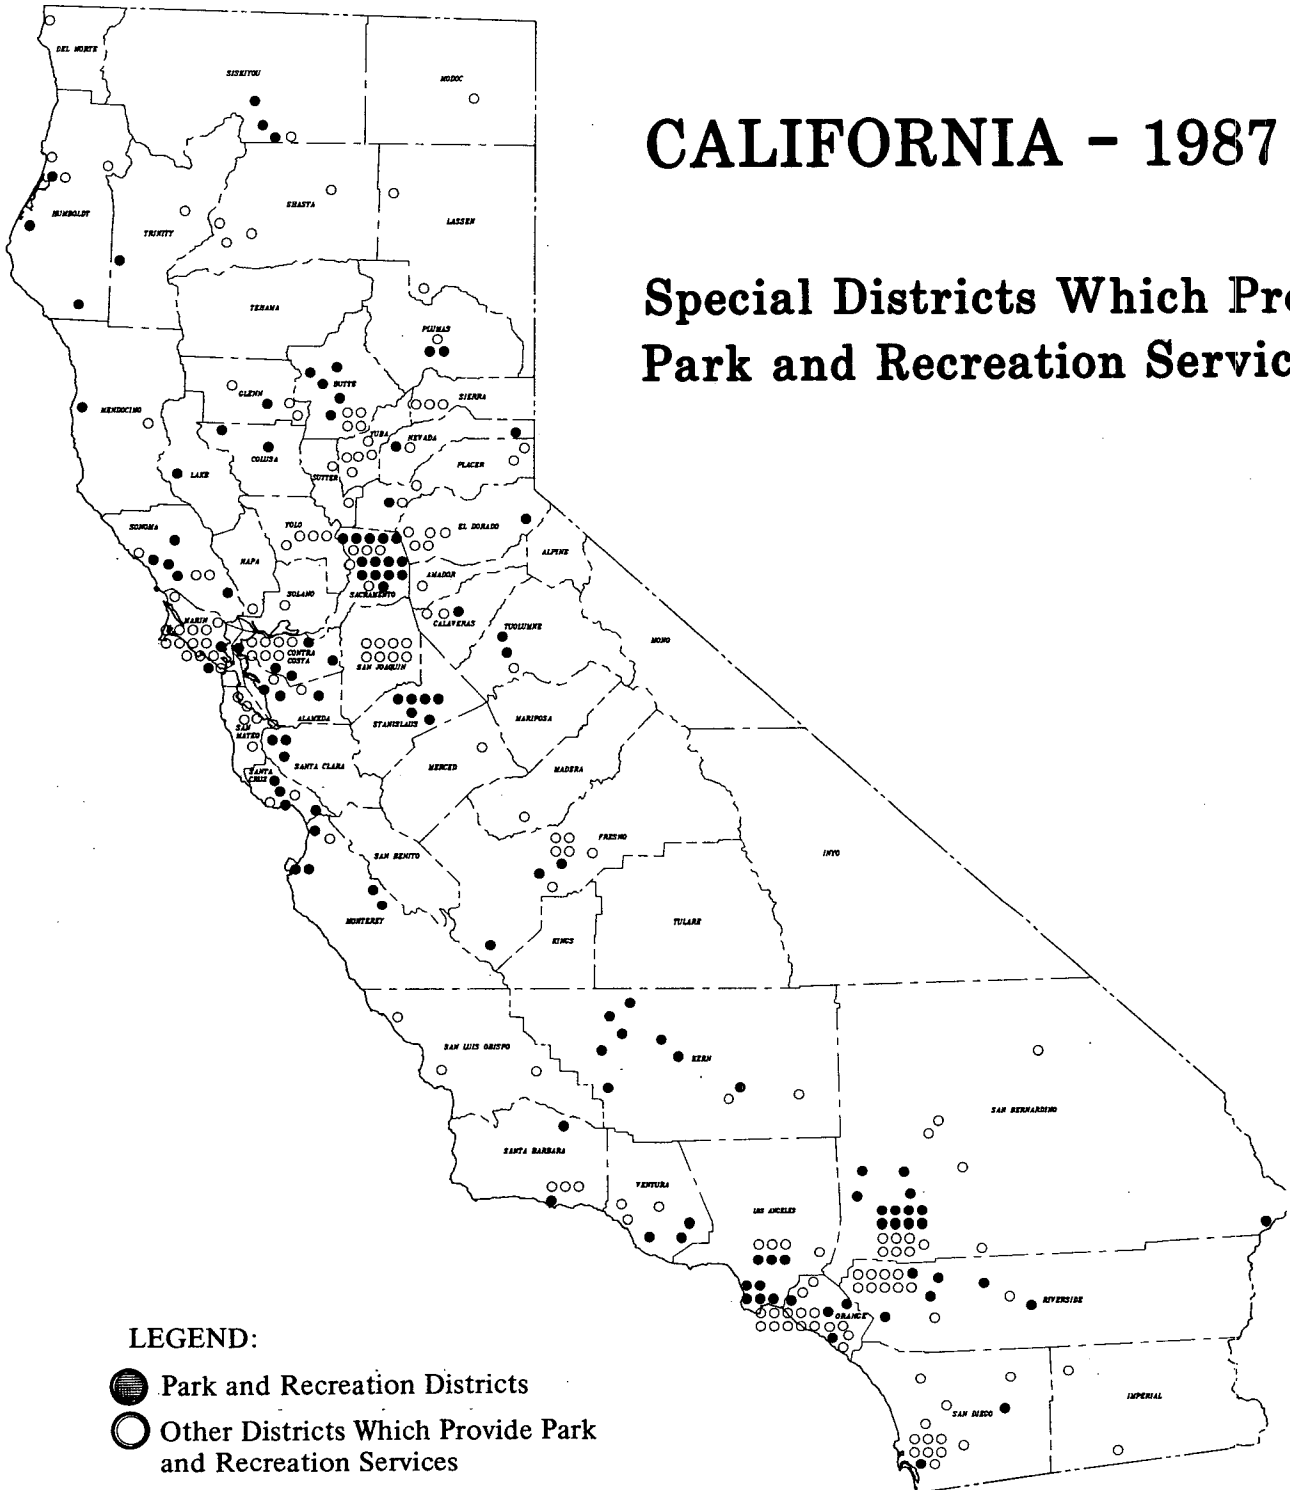 CALIFORNIA - 1987
Special Districts Which Pro
Park and Recreation Servic
DEL NORTE
SISKIYOU
MODOC
HUMBOLDT
TRINITY
SHASTA
LASSEN
TEHAMA
PLUMAS
MENDOCINO
GLENN
BUTTE
SIERRA
LAKE
COLUSA
SUTTER
YUBA
NEVADA
PLACER
SONOMA
NAPA
YOLO
SOLANO
SACRAMENTO
EL DORADO
AMADOR
ALPINE
MARIN
CONTRA
COSTA
SAN JOAQUIN
CALAVERAS
TUOLUMNE
MONO
SAN
MATEO
ALAMEDA
STANISLAUS
MARIPOSA
SANTA
CRUZ
SANTA CLARA
MERCED
MADERA
SAN BENITO
FRESNO
INYO
MONTEREY
KINGS
TULARE
SAN LUIS OBISPO
KERN
SAN BERNARDINO
SANTA BARBARA
VENTURA
LOS ANGELES
ORANGE
RIVERSIDE
SAN DIEGO
IMPERIAL
LEGEND:
Park and Recreation Districts
Other Districts Which Provide Park
and Recreation Services